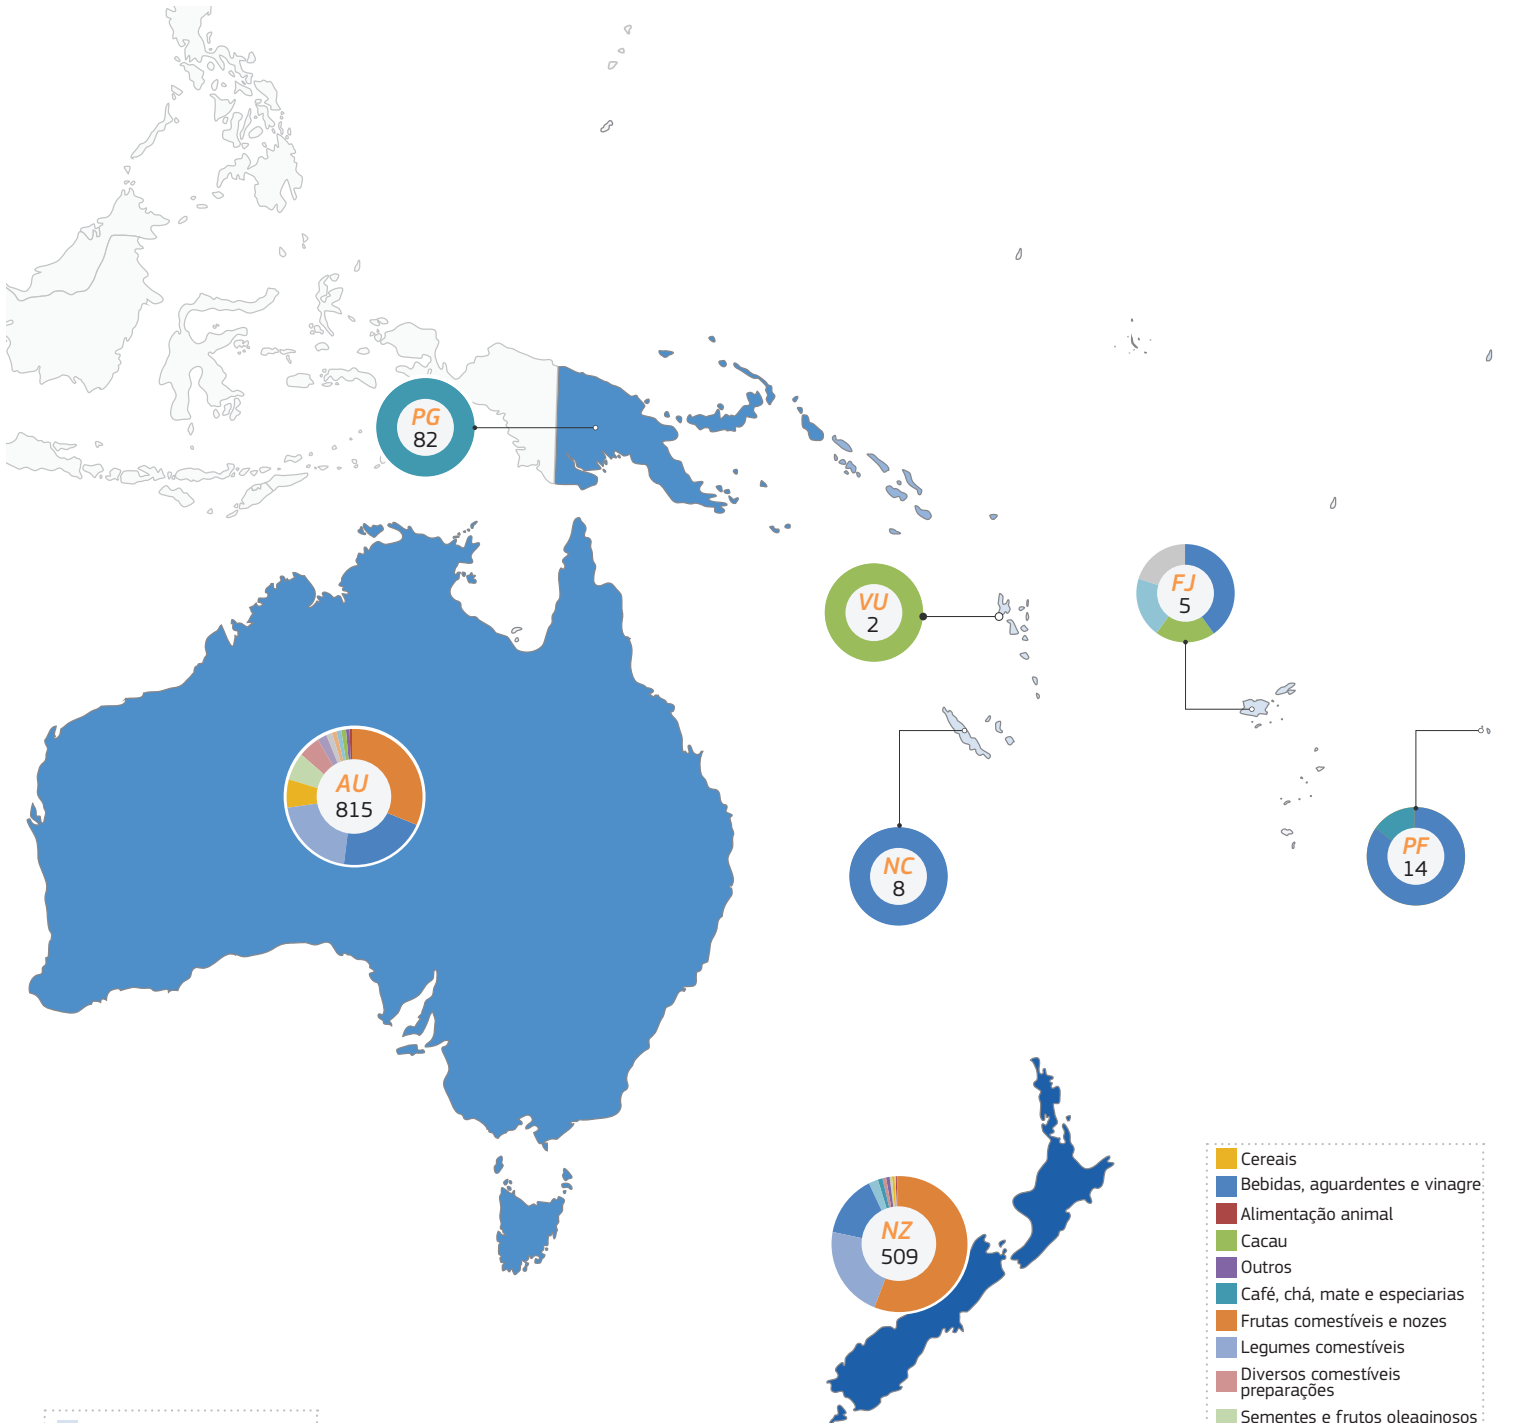 PG
82
VU
2
FJ
5
AU
815
NC
8
PF
14
NZ
509
Cereais
Bebidas, aguardentes e vinagre
Alimentação animal
Cacau
Outros
Café, chá, mate e especiarias
Frutas comestíveis e nozes
Legumes comestíveis
Diversos comestíveis
preparações
Sementes e frutos oleaginosos